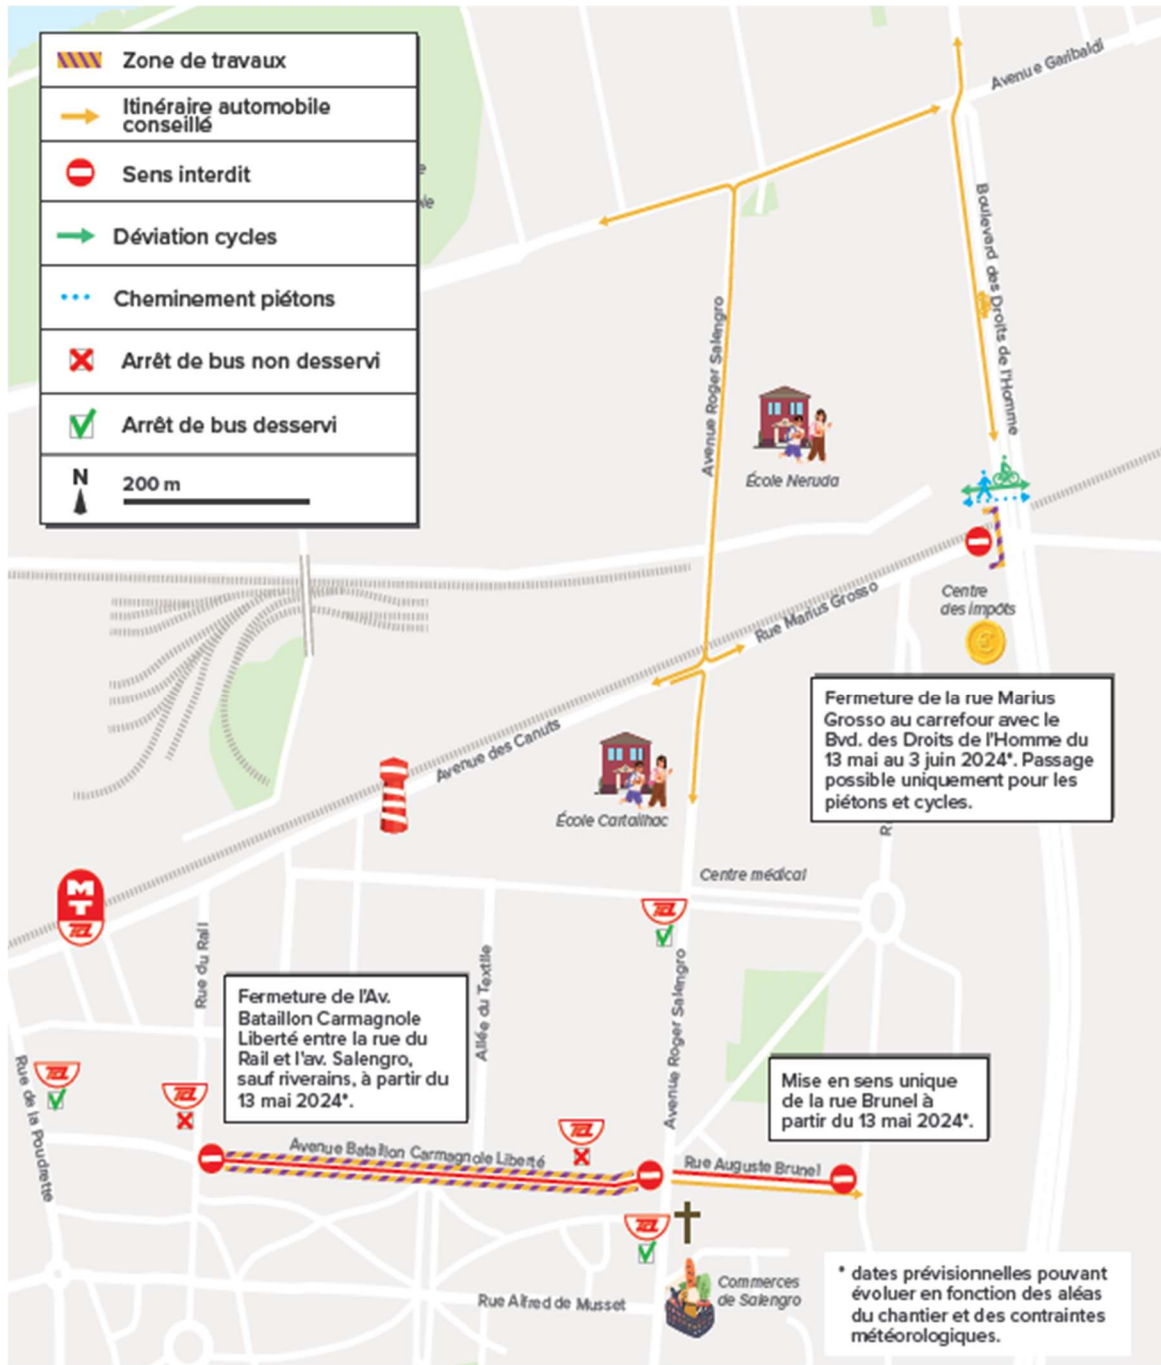 Zone de travaux
Itinéraire automobile
conseillé
Sens interdit
Déviation cycles
Cheminement piétons
Arrêt de bus non desservi
Arrêt de bus desservi
N
200 m
Avenue Garibaldi
Boulevard des Droits de l'Homme
Avenue Roger Salengro
École Neruda
Centre
des impôts
€
Rue Marius Grosso
Avenue des Canuts
École Cartailhac
Fermeture de la rue Marius
Grosso au carrefour avec le
Bvd. des Droits de l'Homme du
13 mai au 3 juin 2024*. Passage
possible uniquement pour les
piétons et cycles.
Centre médical
M
T
TCL
TCL
Rue du Rail
Allée du Textile
Avenue Roger Salengro
Fermeture de l'Av.
Bataillon Carmagnole
Liberté entre la rue du
Rail et l'av. Salengro,
sauf riverains, à partir du
13 mai 2024*.
Mise en sens unique
de la rue Brunel à
partir du 13 mai 2024*.
Rue de la Poudrette
TCL
TCL
TCL
Avenue Bataillon Carmagnole Liberté
Rue Auguste Brunel
TCL
Commerces
de Salengro
Rue Alfred de Musset
* dates prévisionnelles pouvant
évoluer en fonction des aléas
du chantier et des contraintes
météorologiques.